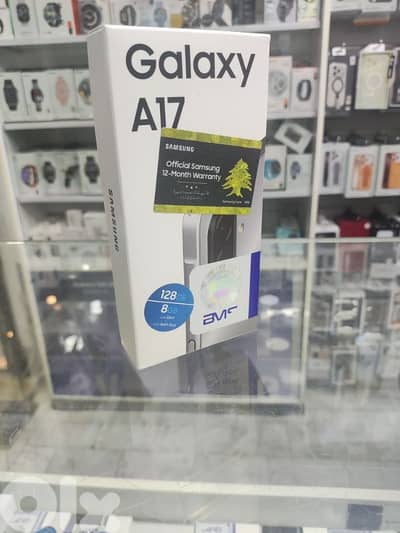 Galaxy
A17
SAMSUNG
Official Samsung
12-Month Warranty
SAMSUNG
128GB
8GB
BMS
olx